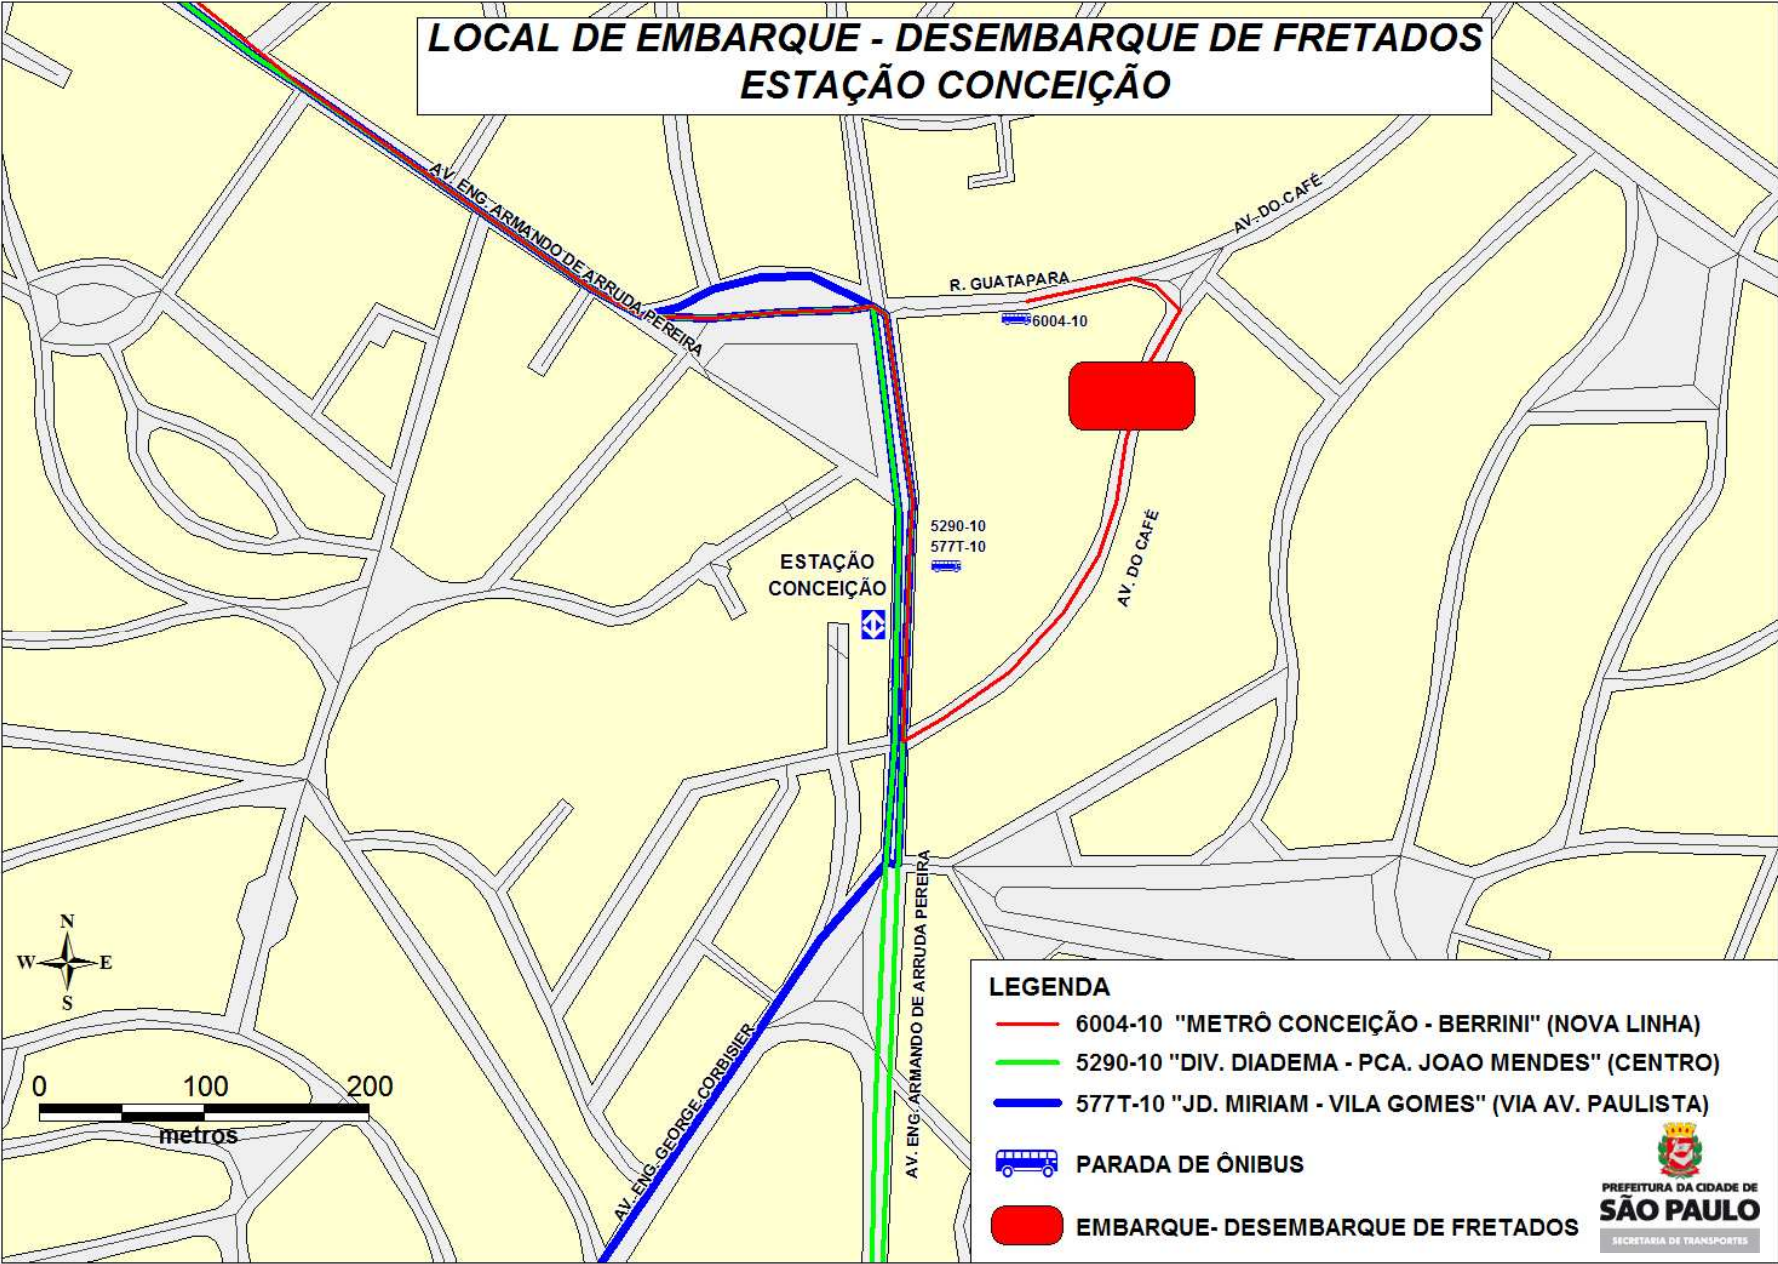 LOCAL DE EMBARQUE - DESEMBARQUE DE FRETADOS
ESTAÇÃO CONCEIÇÃO
AV. ENG. ARMANDO DE ARRUDA PEREIRA
AV. DO CAFÉ
R. GUATAPARA
6004-10
5290-10
577T-10
ESTAÇÃO
CONCEIÇÃO
AV. DO CAFÉ
AV. ENG. ARMANDO DE ARRUDA PEREIRA
AV. ENG. GEORGE CORBISIER
N
W E
S
0 100 200
metros
LEGENDA
6004-10 "METRÔ CONCEIÇÃO - BERRINI" (NOVA LINHA)
5290-10 "DIV. DIADEMA - PCA. JOAO MENDES" (CENTRO)
577T-10 "JD. MIRIAM - VILA GOMES" (VIA AV. PAULISTA)
PARADA DE ÔNIBUS
EMBARQUE- DESEMBARQUE DE FRETADOS
PREFEITURA DA CIDADE DE
SÃO PAULO
SECRETARIA DE TRANSPORTES